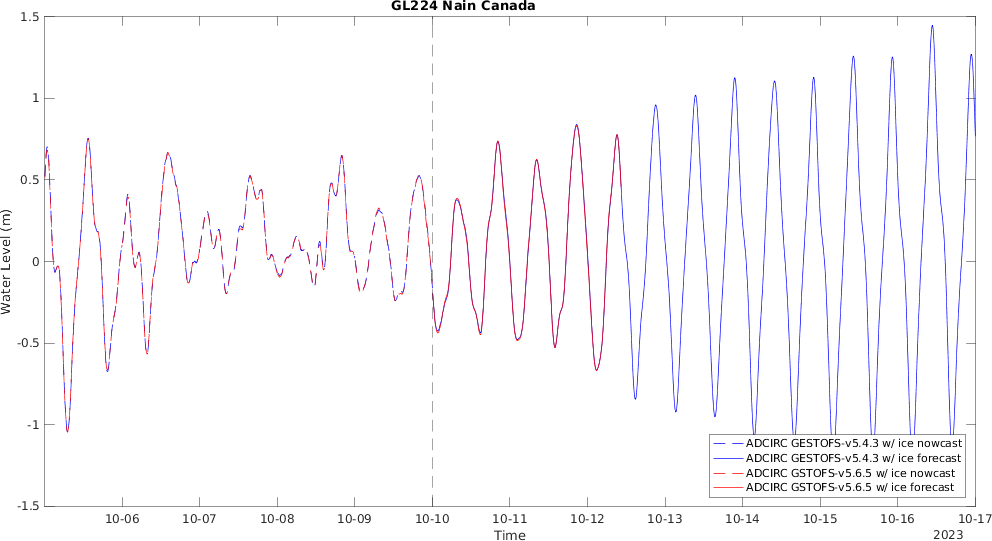 GL224 Nain Canada
1.5
1
0.5
0
-0.5
-1
-1.5
Water Level (m)
ADCIRC GESTOFS-v5.4.3 w/ ice nowcast
ADCIRC GESTOFS-v5.4.3 w/ ice forecast
ADCIRC GSTOFS-v5.6.5 w/ ice nowcast
ADCIRC GSTOFS-v5.6.5 w/ ice forecast
10-06 10-07 10-08 10-09 10-10 10-11 10-12 10-13 10-14 10-15 10-16 10-17
Time
2023